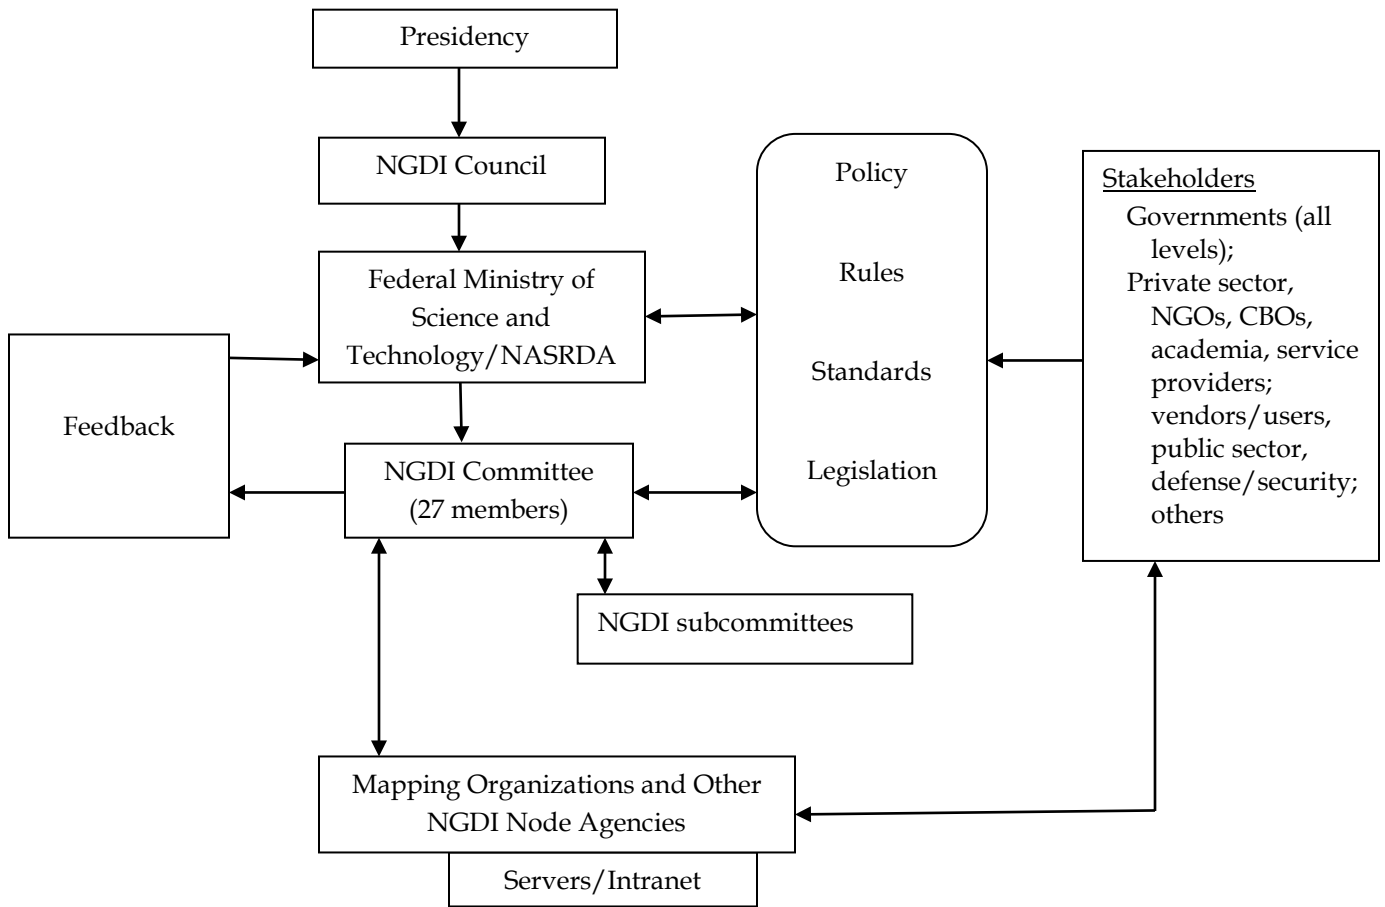 Presidency
NGDI Council
Federal Ministry of
Science and
Technology/NASRDA
Feedback
NGDI Committee
(27 members)
NGDI subcommittees
Policy
Rules
Standards
Legislation
Stakeholders
Governments (all
levels);
Private sector,
NGOs, CBOs,
academia, service
providers;
vendors/users,
public sector,
defense/security;
others
Mapping Organizations and Other
NGDI Node Agencies
Servers/Intranet